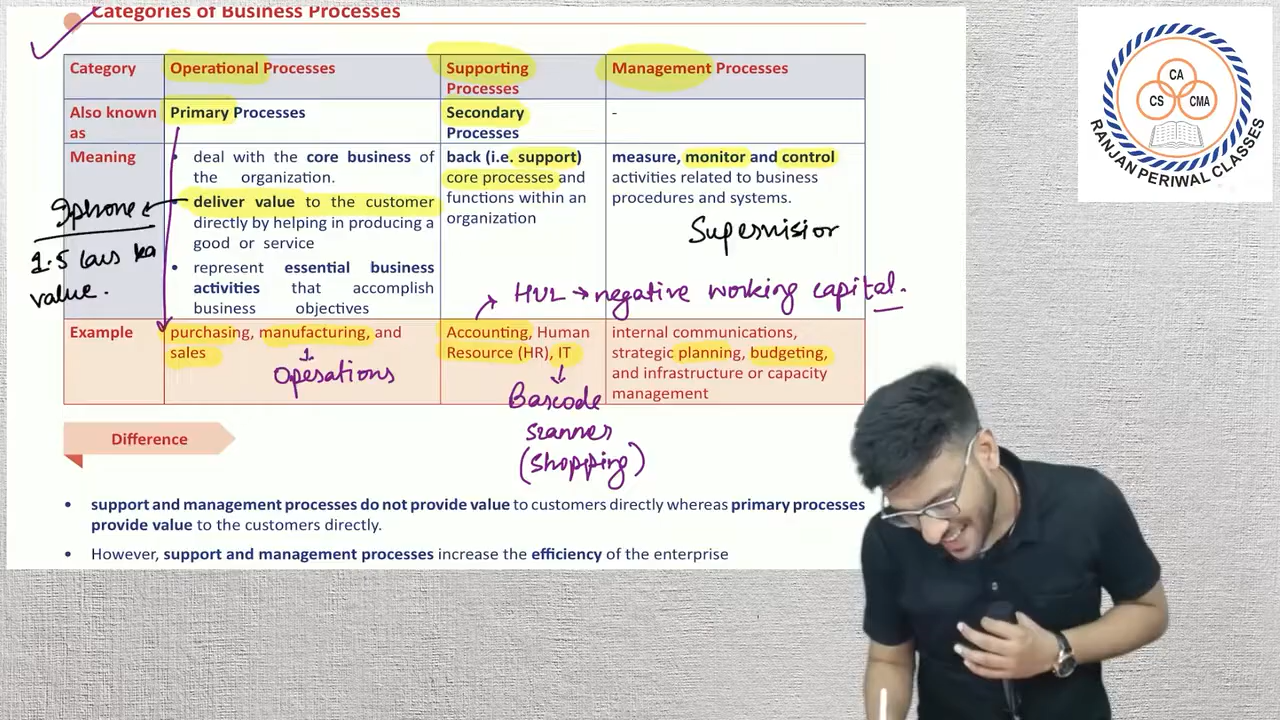 Categories of Business Processes
Category
Operational Processes
Supporting
Processes
Management Processes
Also known
as
Primary Processes
Secondary
Processes
-
Meaning
• deal with the core business of
the organization.
deliver value to the customer
directly by helping in producing a
good or service
• represent essential business
activities that accomplish
business objectives
back (i.e. support)
core processes and
functions within an
organization
measure, monitor and control
activities related to business
procedures and systems.
Supervision
Iphone
1.5 lacs ka
value.
HUL → negative working capital.
Example
purchasing, manufacturing, and
sales
Operations
Accounting, Human
Resource (HR), IT
Barcode
scanner
(shopping)
internal communications,
strategic planning, budgeting,
and infrastructure or capacity
management
Difference
• support and management processes do not provide value to customers directly whereas primary processes
provide value to the customers directly.
• However, support and management processes increase the efficiency of the enterprise
CA
CS
CMA
RANJAN PERIWAL CLASSES